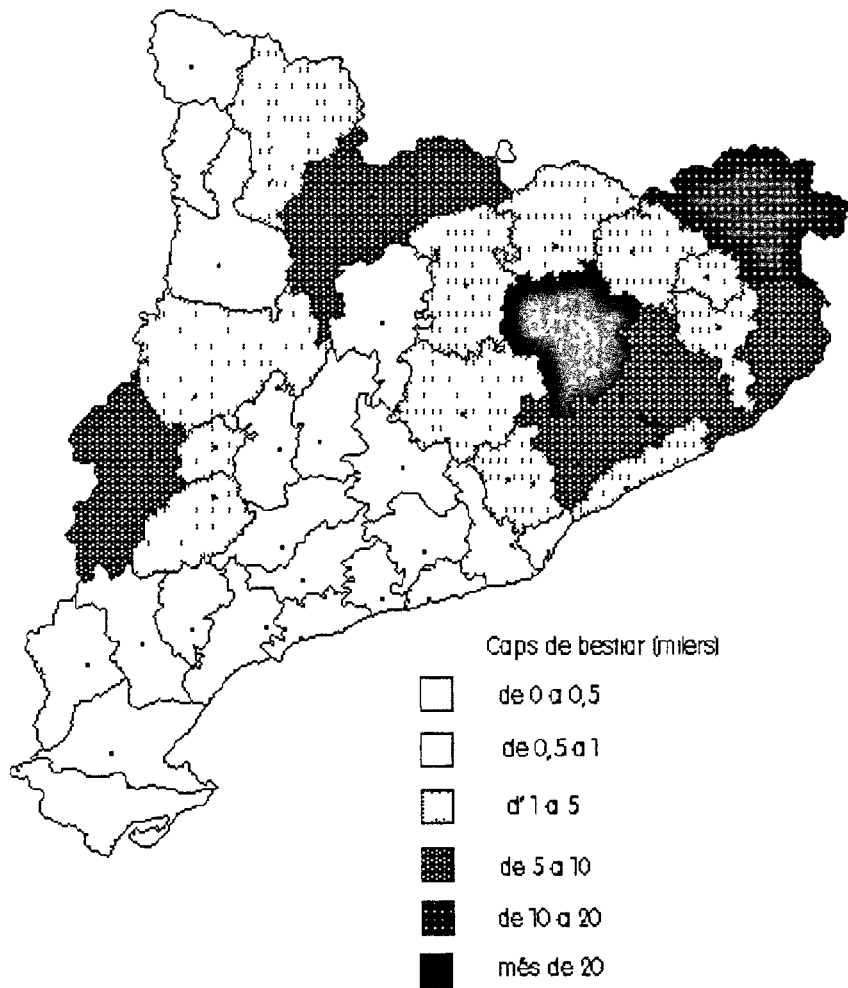 Caps de bestiar (milers)
de 0 a 0,5
de 0,5 a 1
d' 1 a 5
de 5 a 10
de 10 a 20
més de 20